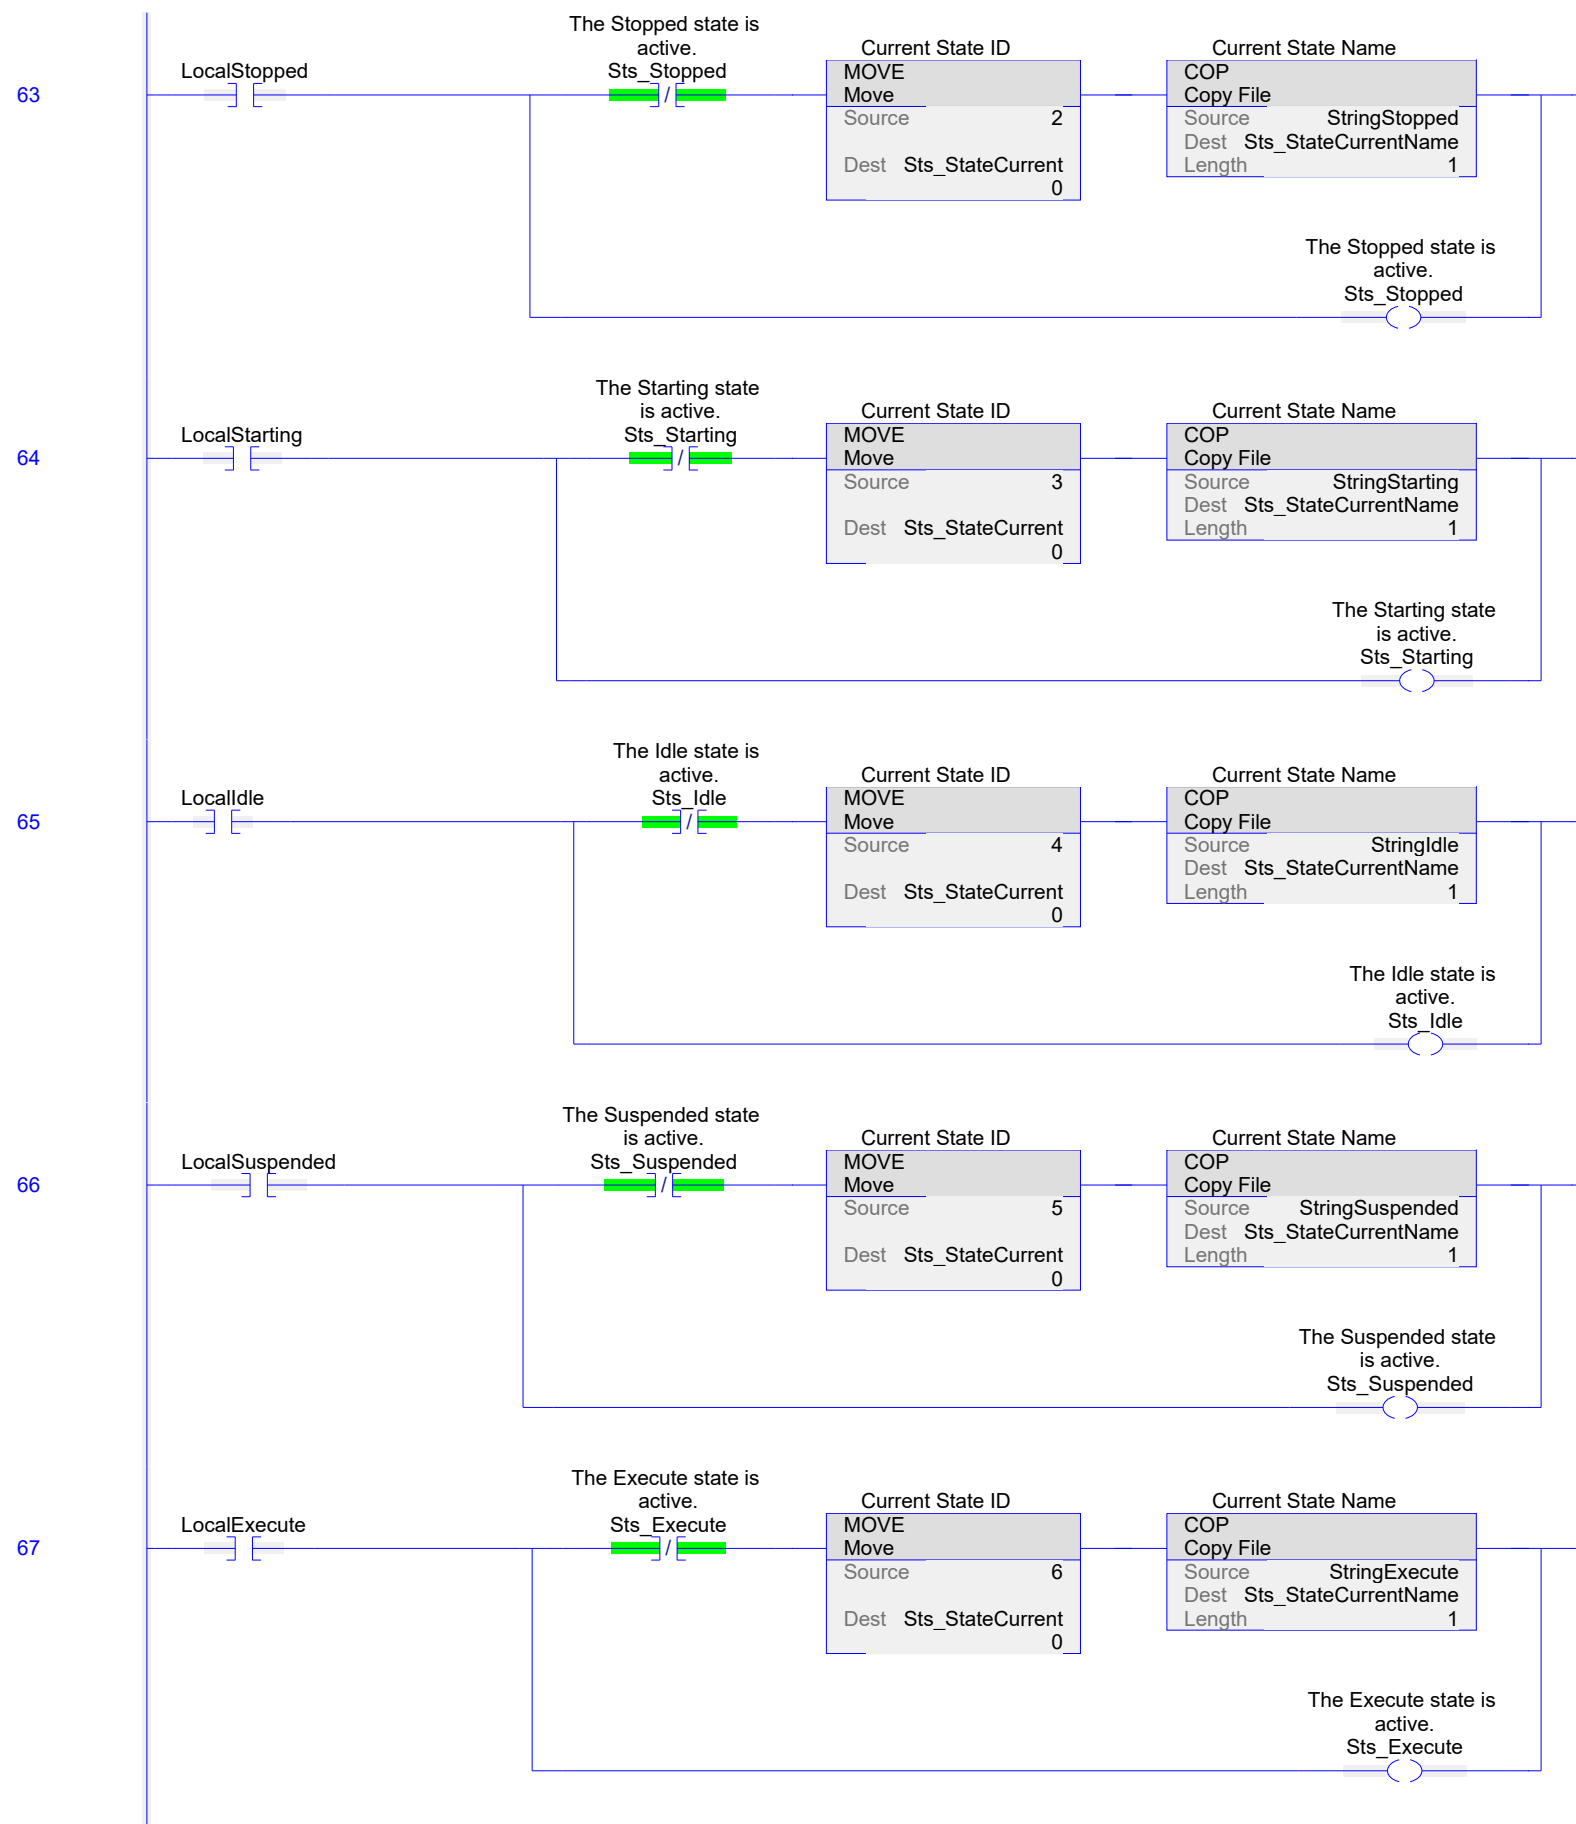 The Stopped state is
active.
Sts_Stopped
Current State ID
Current State Name
63
LocalStopped
/
MOVE
Move
Source 2
Dest Sts_StateCurrent
0
COP
Copy File
Source StringStopped
Dest Sts_StateCurrentName
Length 1
The Stopped state is
active.
Sts_Stopped
The Starting state
is active.
Sts_Starting
Current State ID
Current State Name
64
LocalStarting
/
MOVE
Move
Source 3
Dest Sts_StateCurrent
0
COP
Copy File
Source StringStarting
Dest Sts_StateCurrentName
Length 1
The Starting state
is active.
Sts_Starting
The Idle state is
active.
Sts_Idle
Current State ID
Current State Name
65
LocalIdle
/
MOVE
Move
Source 4
Dest Sts_StateCurrent
0
COP
Copy File
Source StringIdle
Dest Sts_StateCurrentName
Length 1
The Idle state is
active.
Sts_Idle
The Suspended state
is active.
Sts_Suspended
Current State ID
Current State Name
66
LocalSuspended
/
MOVE
Move
Source 5
Dest Sts_StateCurrent
0
COP
Copy File
Source StringSuspended
Dest Sts_StateCurrentName
Length 1
The Suspended state
is active.
Sts_Suspended
The Execute state is
active.
Sts_Execute
Current State ID
Current State Name
67
LocalExecute
/
MOVE
Move
Source 6
Dest Sts_StateCurrent
0
COP
Copy File
Source StringExecute
Dest Sts_StateCurrentName
Length 1
The Execute state is
active.
Sts_Execute